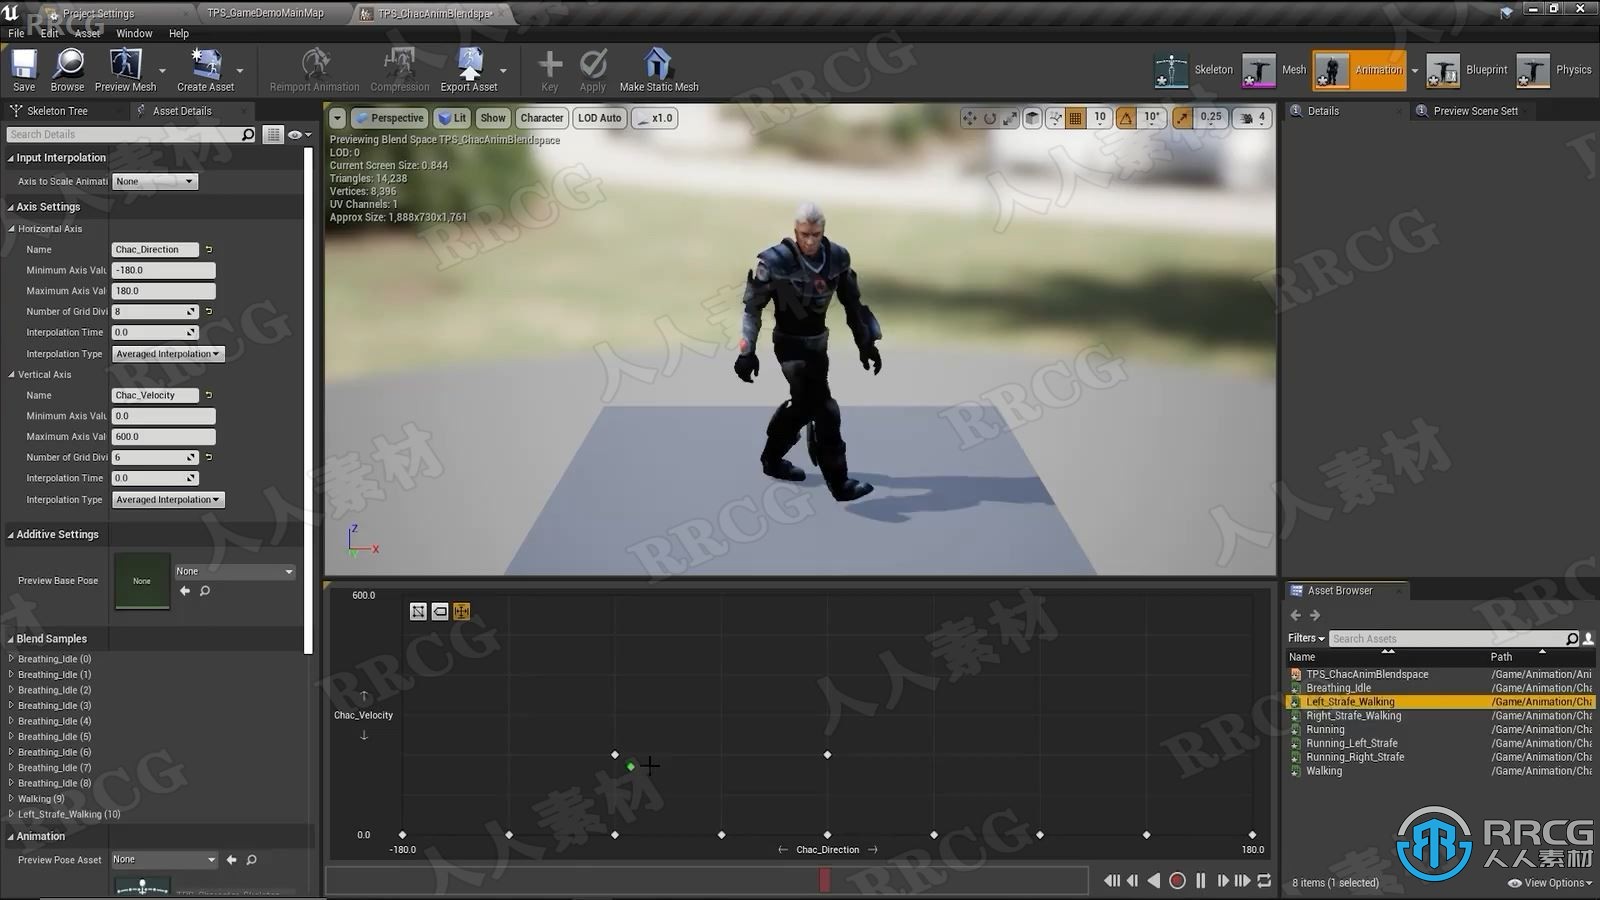 Project Settings
TPS_GameDemoMainMap
TPS_ChacAnimBlendspa
File Edit Asset Window Help
Save Browse Preview Mesh Create Asset Reimport Animation Compression Export Asset Key Apply Make Static Mesh
Skeleton Mesh Animation Blueprint Physics
Skeleton Tree Asset Details
Search Details
Input Interpolation
Axis to Scale Animati None
Axis Settings
Horizontal Axis
Name Chac_Direction
Minimum Axis Valu -180.0
Maximum Axis Val 180.0
Number of Grid Divi 8
Interpolation Time 0.0
Interpolation Type Averaged Interpolation
Vertical Axis
Name Chac_Velocity
Minimum Axis Valu 0.0
Maximum Axis Val 600.0
Number of Grid Divi 6
Interpolation Time 0.0
Interpolation Type Averaged Interpolation
Additive Settings
Preview Base Pose None None
Blend Samples
Breathing_Idle (0)
Breathing_Idle (1)
Breathing_Idle (2)
Breathing_Idle (3)
Breathing_Idle (4)
Breathing_Idle (5)
Breathing_Idle (6)
Breathing_Idle (7)
Breathing_Idle (8)
Walking (9)
Left_Strafe_Walking (10)
Animation
Preview Pose Asset None
Perspective Lit Show Character LOD Auto x1.0
10 10° 0.25 4
Previewing Blend Space TPS_ChacAnimBlendspace
LOD: 0
Current Screen Size: 0.844
Triangles: 14,238
Vertices: 8,396
UV Channels: 1
Approx Size: 1,888x730x1,761
Z
X
Y
600.0
Chac_Velocity
0.0
-180.0 Chac_Direction 180.0
Details Preview Scene Sett
Asset Browser
Filters Search Assets
Name Path
TPS_ChacAnimBlendspace /Game/Animation/Ani
Breathing_Idle /Game/Animation/Cha
Left_Strafe_Walking /Game/Animation/Cha
Right_Strafe_Walking /Game/Animation/Cha
Running /Game/Animation/Cha
Running_Left_Strafe /Game/Animation/Cha
Running_Right_Strafe /Game/Animation/Cha
Walking /Game/Animation/Cha
8 items (1 selected) View Options
RRCG
人人素材